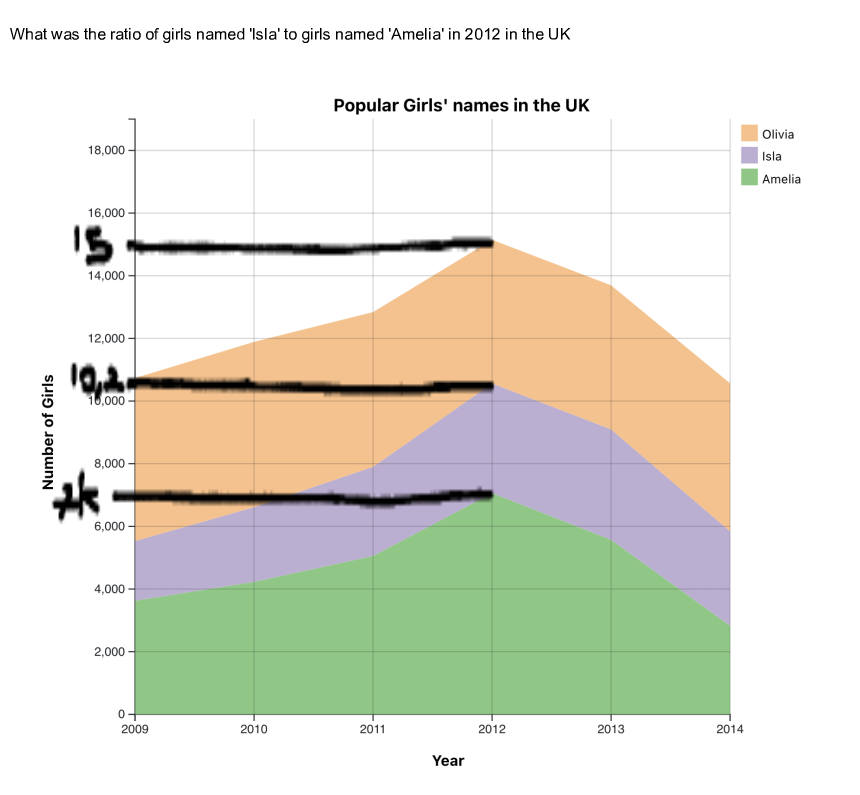 What was the ratio of girls named 'Isla' to girls named 'Amelia' in 2012 in the UK
Popular Girls' names in the UK
Olivia
Isla
Amelia
18,000
16,000
15
14,000
12,000
10,2
10,000
8,000
7k
6,000
4,000
2,000
0
Number of Girls
2009 2010 2011 2012 2013 2014
Year